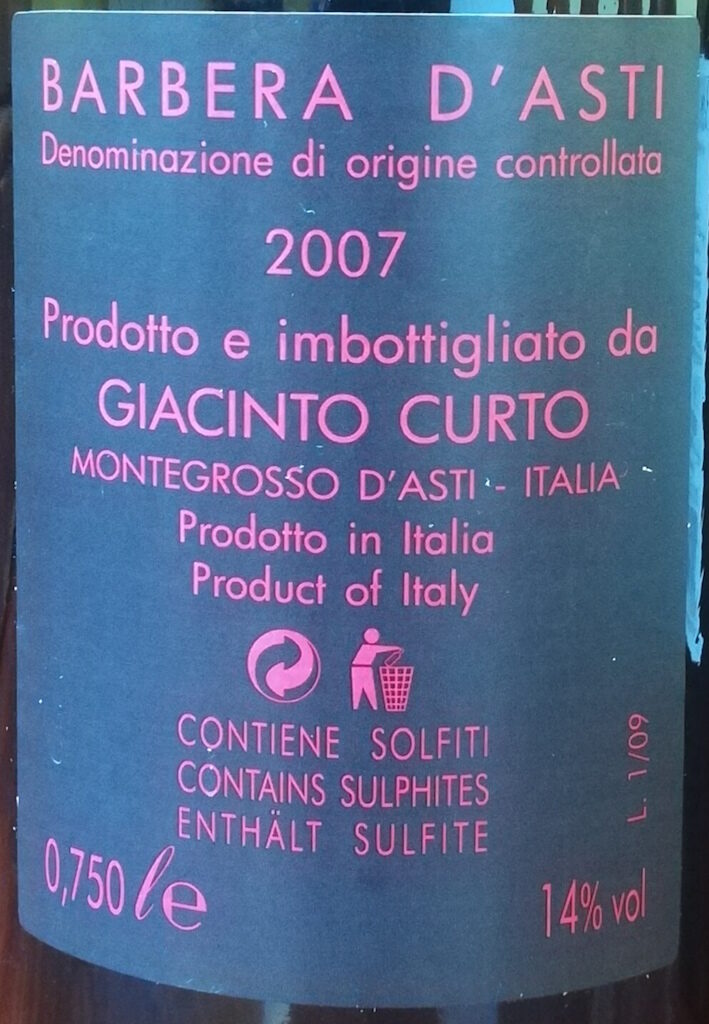 BARBERA D'ASTI
Denominazione di origine controllata
2007
Prodotto e imbottigliato da
GIACINTO CURTO
MONTEGROSSO D'ASTI - ITALIA
Prodotto in Italia
Product of Italy
CONTIENE SOLFITI
CONTAINS SULPHITES
ENTHÄLT SULFITE
L. 1/09
0,750 l e
14% vol